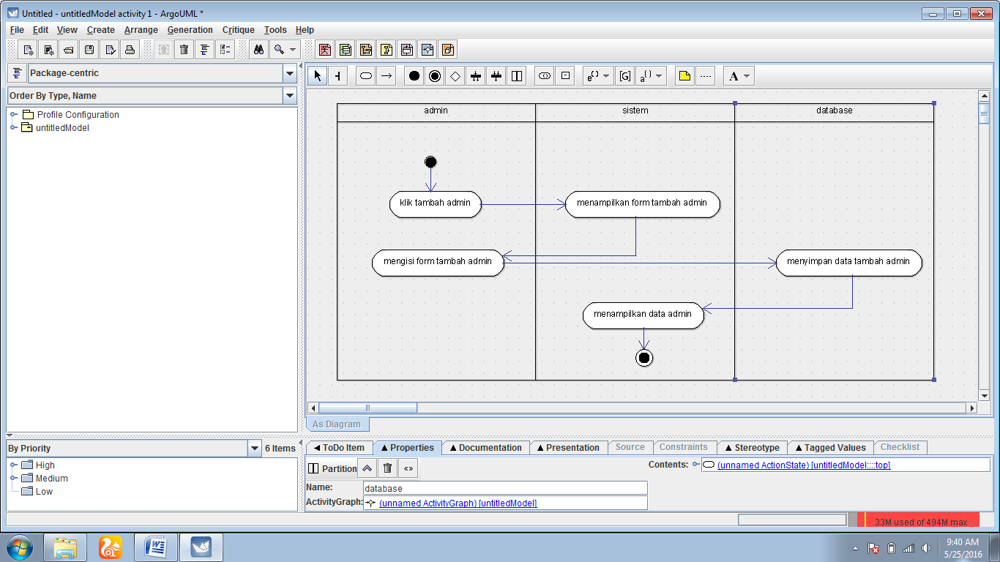 Untitled - untitledModel activity 1 - ArgoUML *
File Edit View Create Arrange Generation Critique Tools Help
Package-centric
Order By Type, Name
Profile Configuration
untitledModel
A
admin sistem database
klik tambah admin menampilkan form tambah admin
mengisi form tambah admin menyimpan data tambah admin
menampilkan data admin
As Diagram
By Priority 6 Items
High
Medium
Low
ToDo Item Properties Documentation Presentation Source Constraints Stereotype Tagged Values Checklist
Partition
Contents: (unnamed ActionState) [untitledModel::::top]
Name: database
ActivityGraph: (unnamed ActivityGraph) [untitledModel]
33M used of 494M max
9:40 AM
5/25/2016